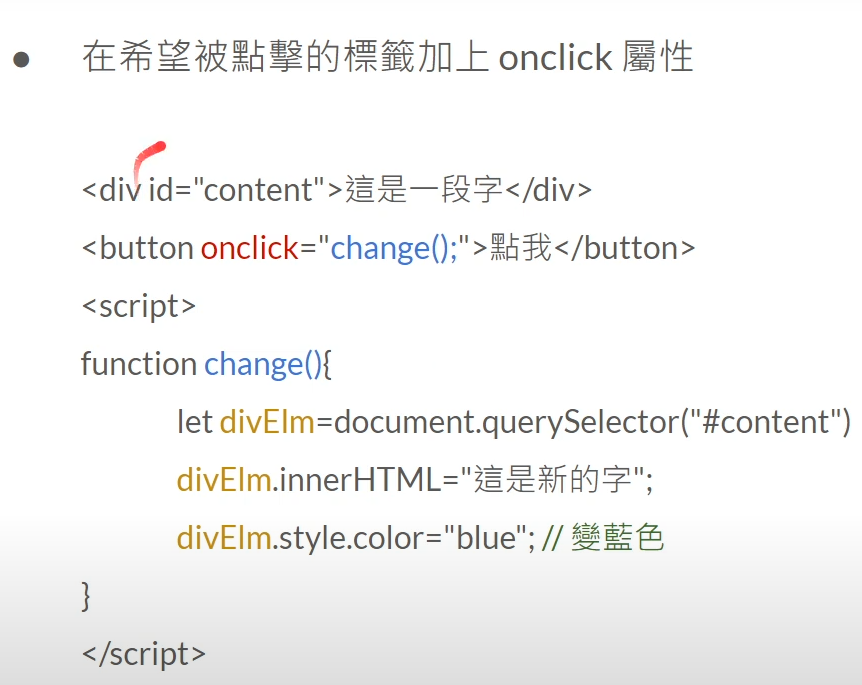 ● 在希望被點擊的標籤加上 onclick 屬性
<div id="content">這是一段字</div>
<button onclick="change();">點我</button>
<script>
function change(){
let divElm=document.querySelector("#content")
divElm.innerHTML="這是新的字";
divElm.style.color="blue"; // 變藍色
}
</script>